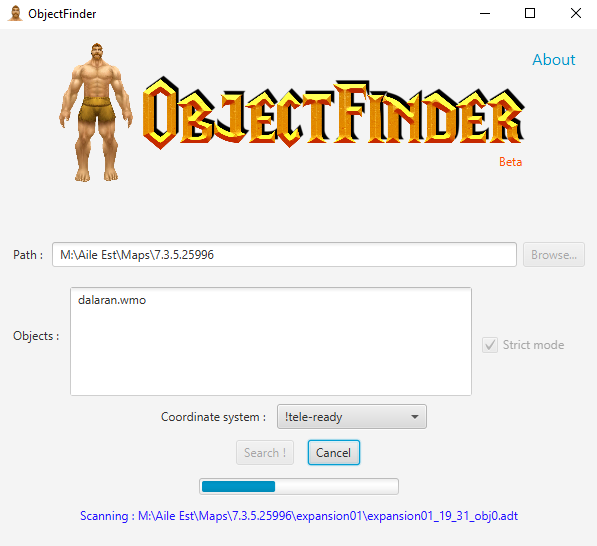 ObjectFinder
About
ObjectFinder
Beta
Path :
M:\Aile Est\Maps\7.3.5.25996
Browse...
dalaran.wmo
Objects :
Strict mode
Coordinate system :
!tele-ready
Search !
Cancel
Scanning : M:\Aile Est\Maps\7.3.5.25996\expansion01\expansion01_19_31_obj0.adt